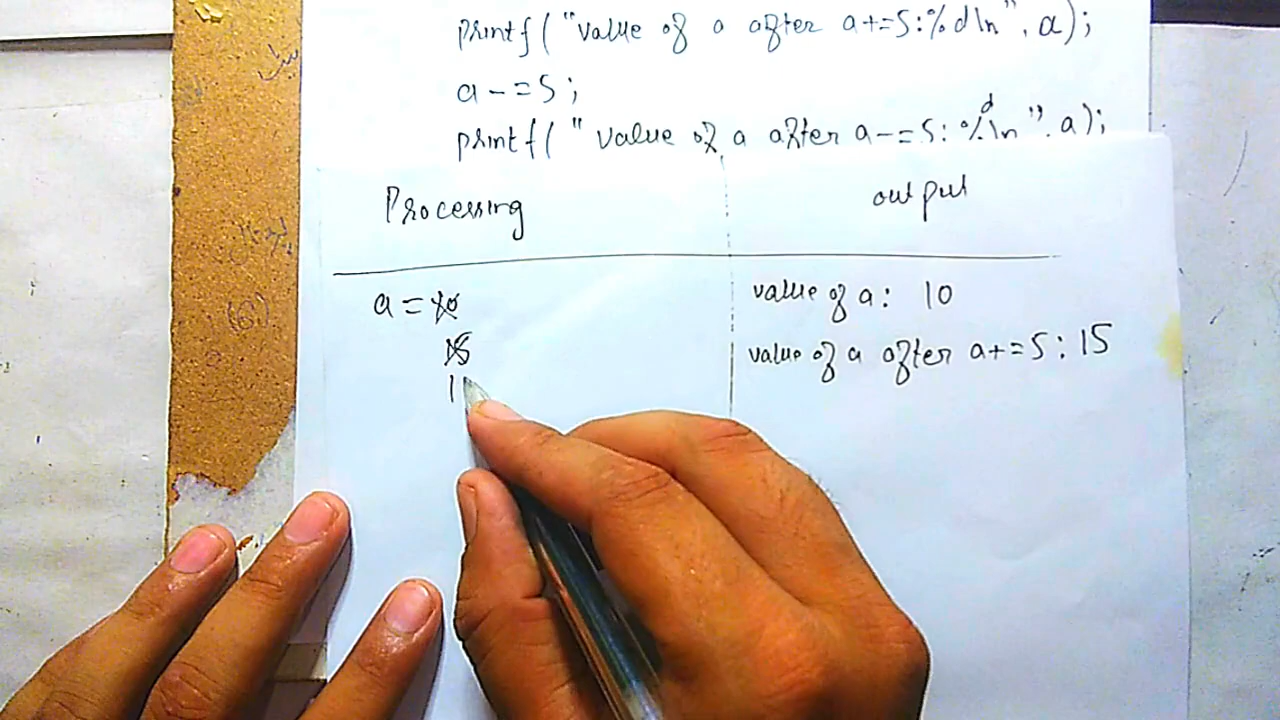 printf("value of a after a+=5:%d\n", a);
a-=5;
printf("value of a after a-=5:%d\n". a);
Processing
output
a = 10
value of a: 10
15
value of a after a+=5: 15
1